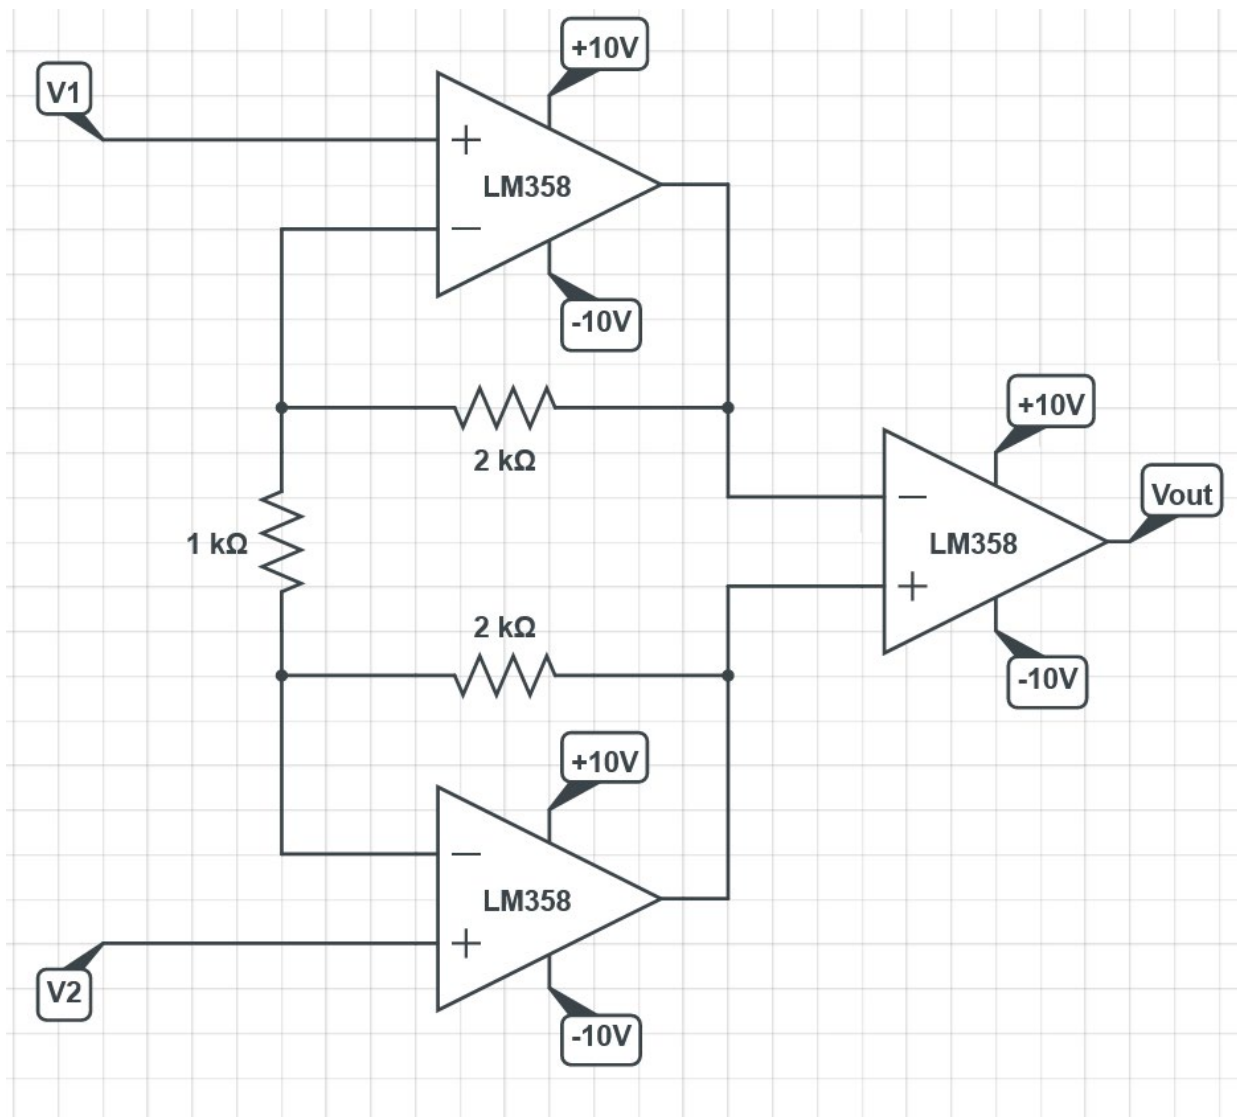 +10V
V1
+
LM358
−
-10V
2 kΩ
+10V
Vout
−
LM358
+
1 kΩ
2 kΩ
-10V
+10V
−
LM358
+
V2
-10V